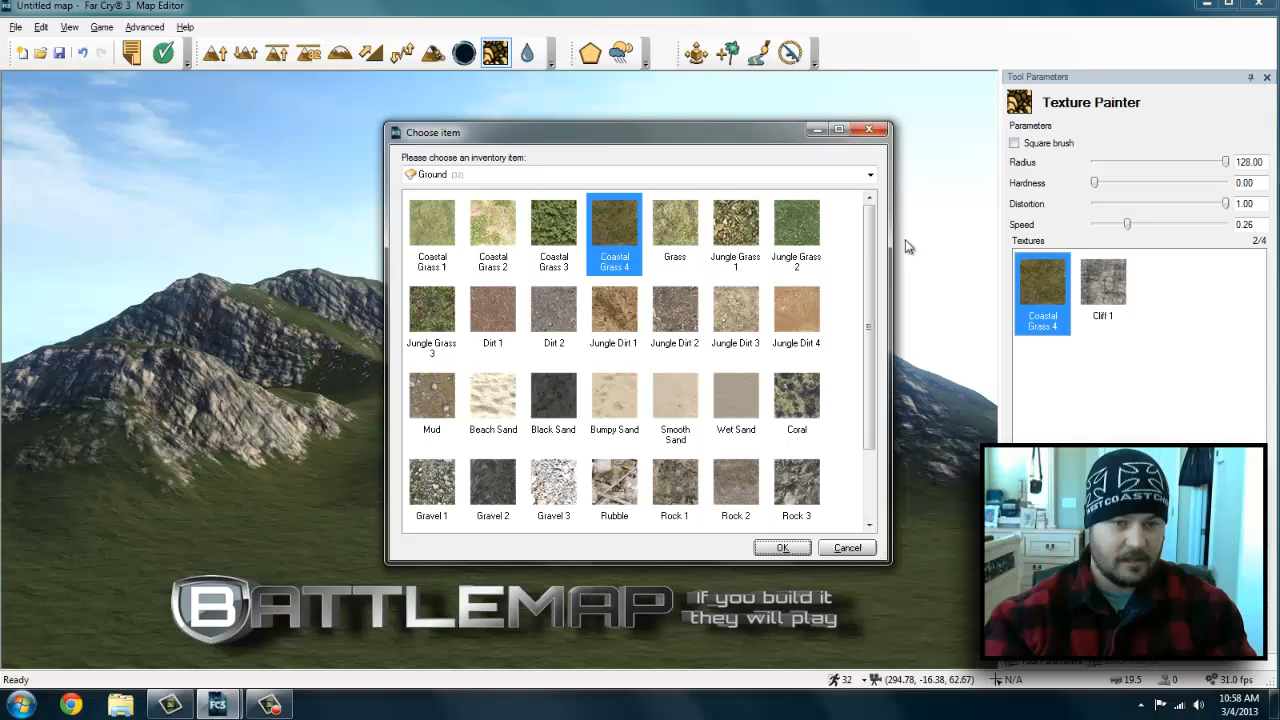 Untitled map - Far Cry® 3 Map Editor
File Edit View Game Advanced Help
Tool Parameters
Texture Painter
Parameters
Square brush
Radius 128.00
Hardness 0.00
Distortion 1.00
Speed 0.26
Textures 2/4
Coastal Grass 4
Cliff 1
Choose item
Please choose an inventory item:
Ground (32)
Coastal Grass 1
Coastal Grass 2
Coastal Grass 3
Coastal Grass 4
Grass
Jungle Grass 1
Jungle Grass 2
Jungle Grass 3
Dirt 1
Dirt 2
Jungle Dirt 1
Jungle Dirt 2
Jungle Dirt 3
Jungle Dirt 4
Mud
Beach Sand
Black Sand
Bumpy Sand
Smooth Sand
Wet Sand
Coral
Gravel 1
Gravel 2
Gravel 3
Rubble
Rock 1
Rock 2
Rock 3
OK Cancel
BATTLEMAP
If you build it
they will play
Ready
32 (294.78, -16.38, 62.67) N/A 19.5 0 31.0 fps
FC3
10:58 AM
3/4/2013